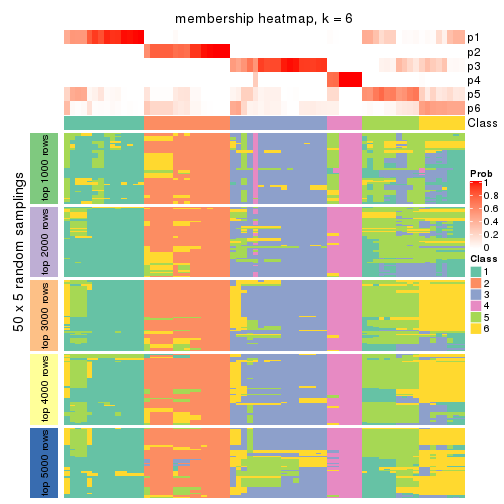 membership heatmap, k = 6
p1
p2
p3
p4
p5
p6
Class
50 x 5 random samplings
top 1000 rows
top 2000 rows
top 3000 rows
top 4000 rows
top 5000 rows
Prob
1
0.8
0.6
0.4
0.2
0
Class
1
2
3
4
5
6